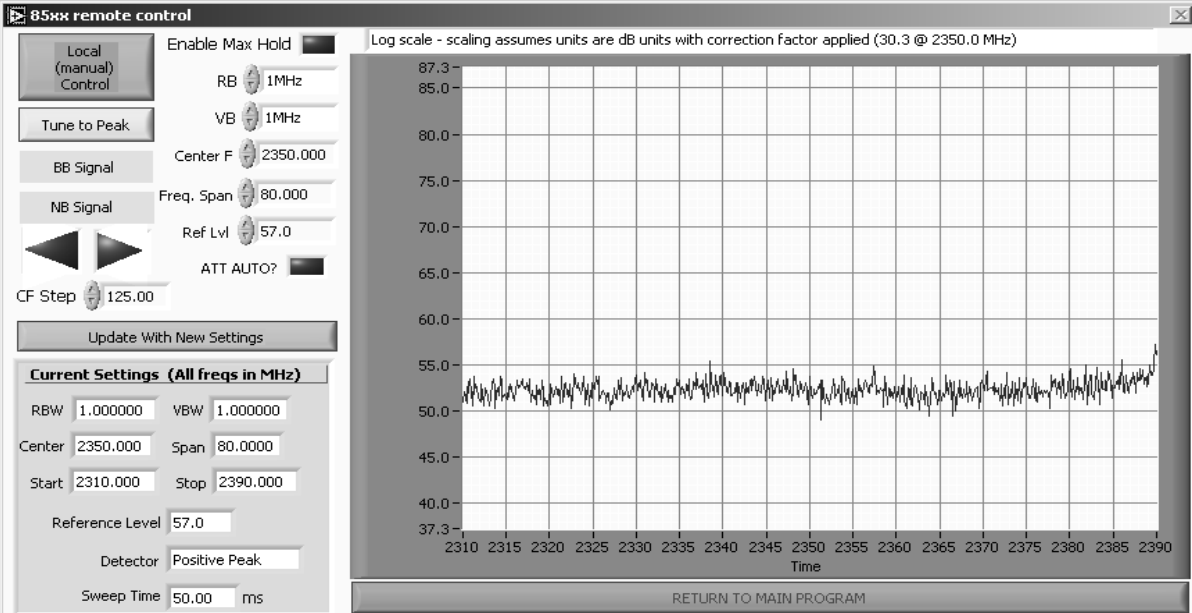 85xx remote control
Local
(manual)
Control
Enable Max Hold
RB 1MHz
Tune to Peak
VB 1MHz
BB Signal
Center F 2350.000
NB Signal
Freq. Span 80.000
Ref Lvl 57.0
ATT AUTO?
CF Step 125.00
Update With New Settings
Current Settings (All freqs in MHz)
RBW 1.000000 VBW 1.000000
Center 2350.000 Span 80.0000
Start 2310.000 Stop 2390.000
Reference Level 57.0
Detector Positive Peak
Sweep Time 50.00 ms
Log scale - scaling assumes units are dB units with correction factor applied (30.3 @ 2350.0 MHz)
87.3
85.0
80.0
75.0
70.0
65.0
60.0
55.0
50.0
45.0
40.0
37.3
2310 2315 2320 2325 2330 2335 2340 2345 2350 2355 2360 2365 2370 2375 2380 2385 2390
Time
RETURN TO MAIN PROGRAM